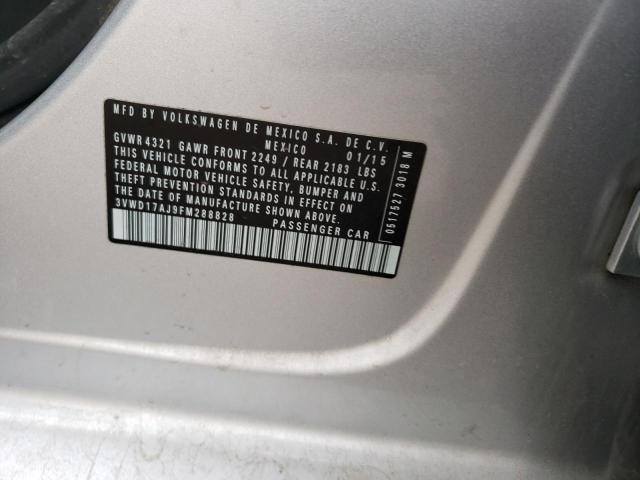 MFD BY VOLKSWAGEN DE MEXICO S.A. DE C.V.
MEXICO 01/15
GVWR 4321 GAWR FRONT 2249 / REAR 2183 LBS
THIS VEHICLE CONFORMS TO ALL APPLICABLE U.S.
FEDERAL MOTOR VEHICLE SAFETY, BUMPER AND
THEFT PREVENTION STANDARDS IN EFFECT ON
THE DATE OF MANUFACTURE SHOWN ABOVE.
3VWD17AJ9FM288828 PASSENGER CAR
0517527 3018 M